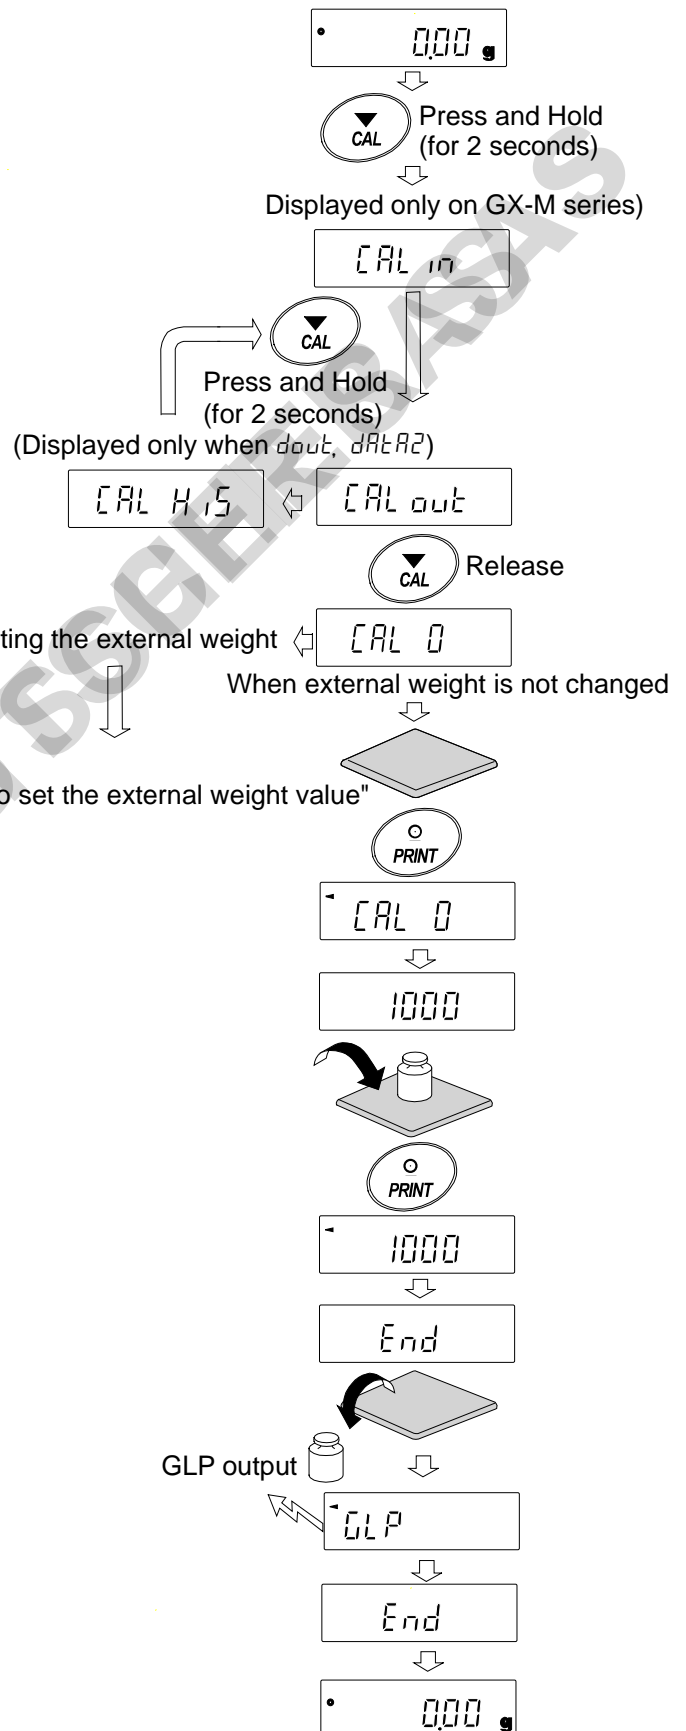 0.00 g
CAL
Press and Hold
(for 2 seconds)
Displayed only on GX-M series)
CAL in
CAL
Press and Hold
(for 2 seconds)
(Displayed only when dout, dAtA2)
CAL HiS
CAL out
CAL
Release
ting the external weight
CAL 0
When external weight is not changed
o set the external weight value"
PRINT
CAL 0
1000
PRINT
1000
End
GLP output
GLP
End
0.00 g